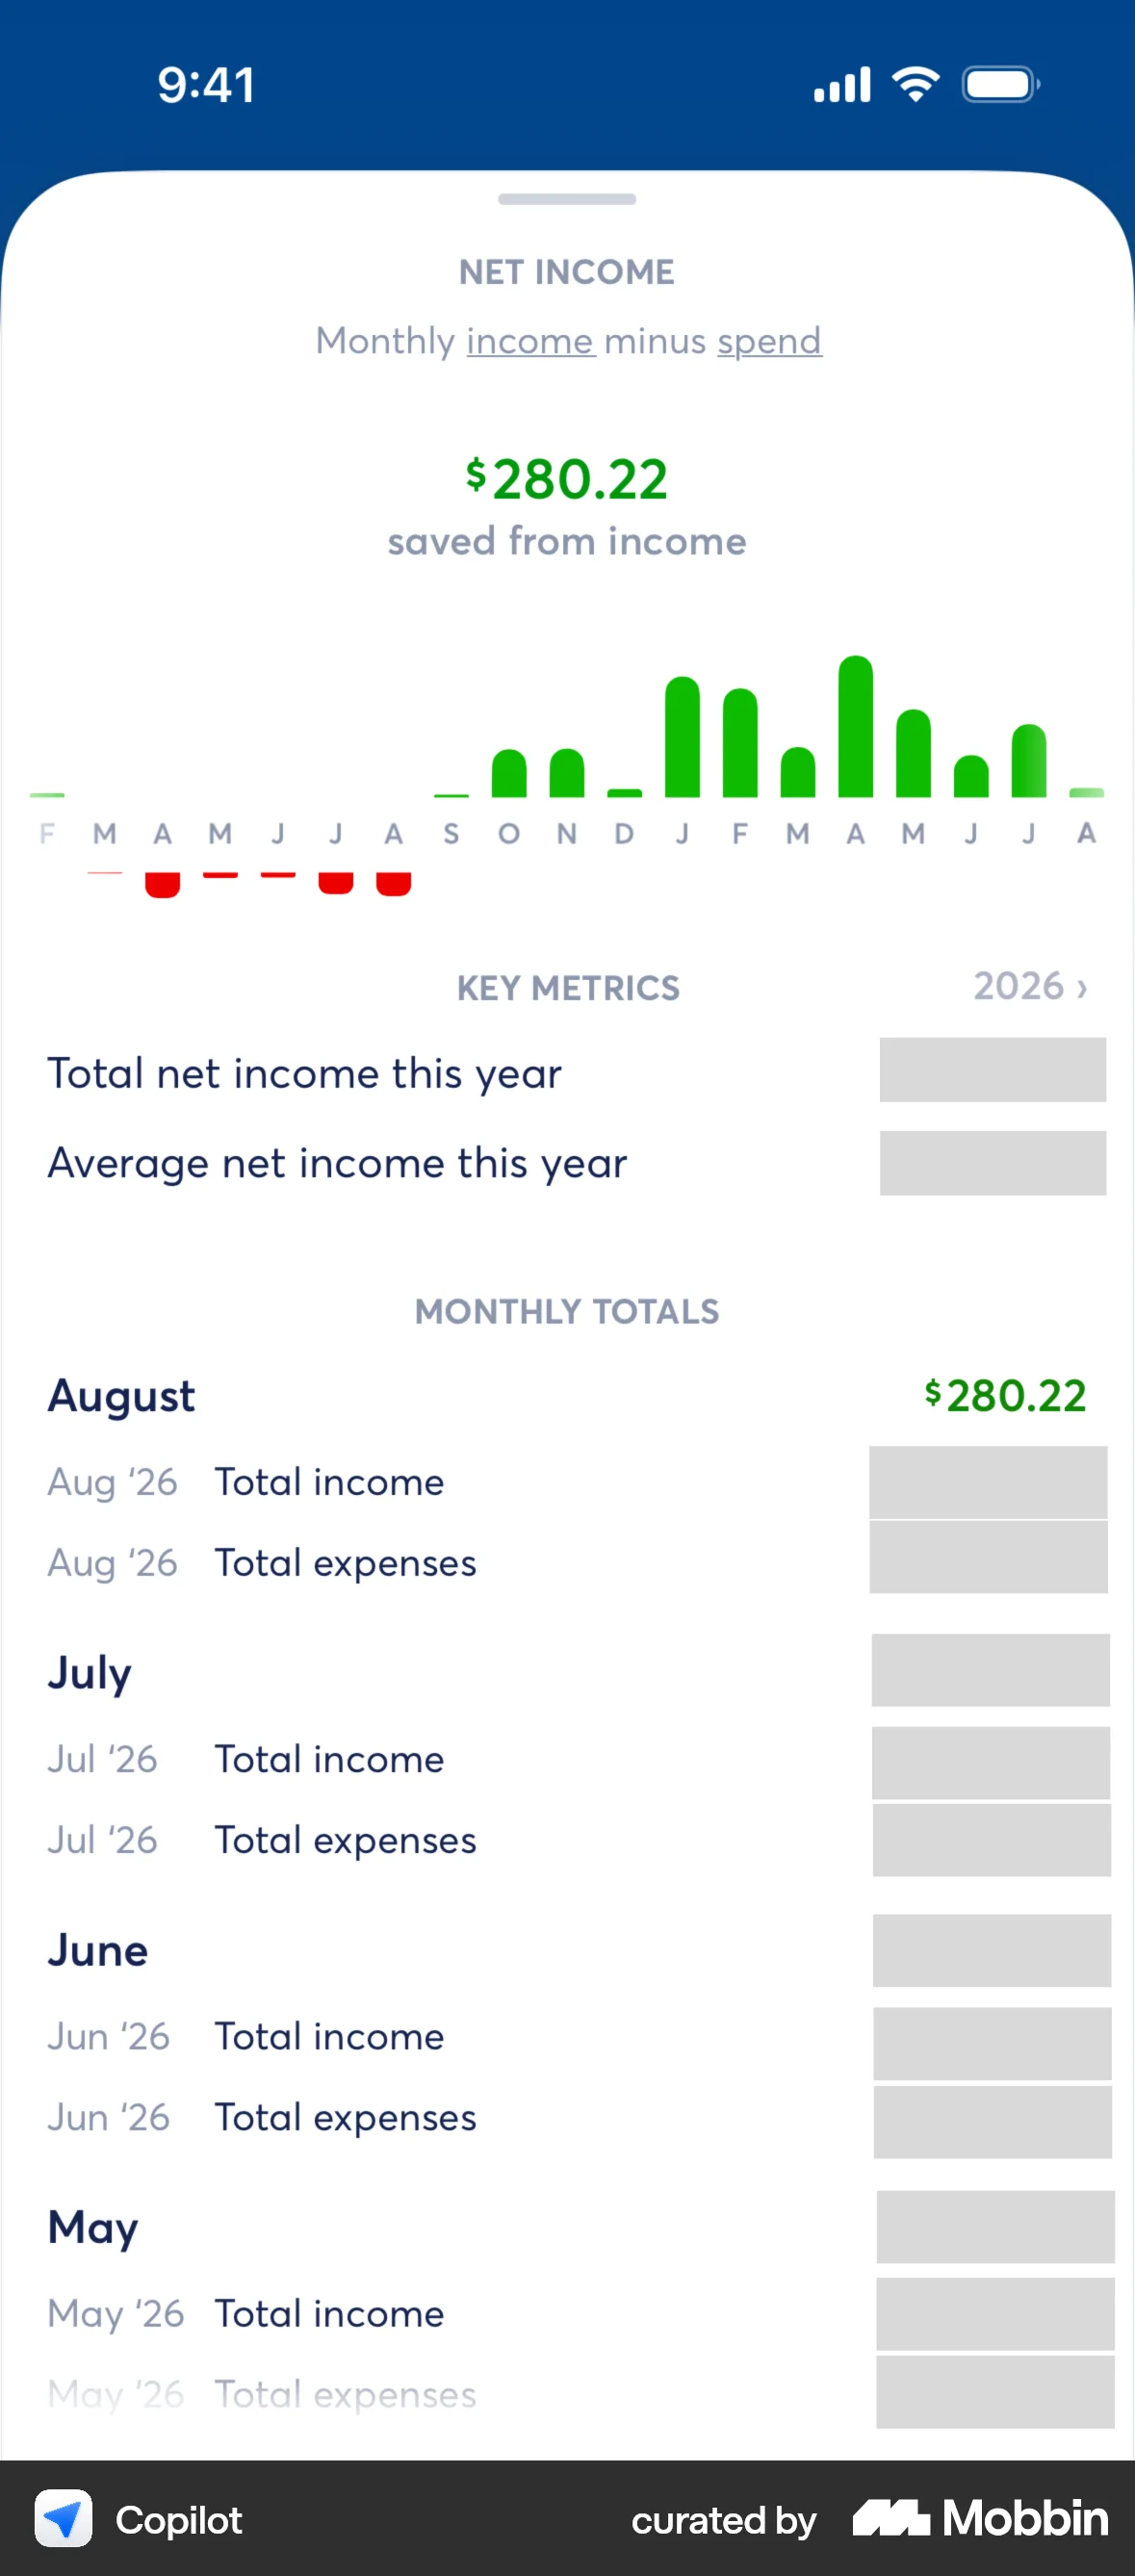 9:41
NET INCOME
Monthly income minus spend
$280.22
saved from income
F M A M J J A S O N D J F M A M J J A
KEY METRICS 2026 ›
Total net income this year
Average net income this year
MONTHLY TOTALS
August $280.22
Aug ‘26 Total income
Aug ‘26 Total expenses
July
Jul ‘26 Total income
Jul ‘26 Total expenses
June
Jun ‘26 Total income
Jun ‘26 Total expenses
May
May ‘26 Total income
May ‘26 Total expenses
Copilot curated by Mobbin